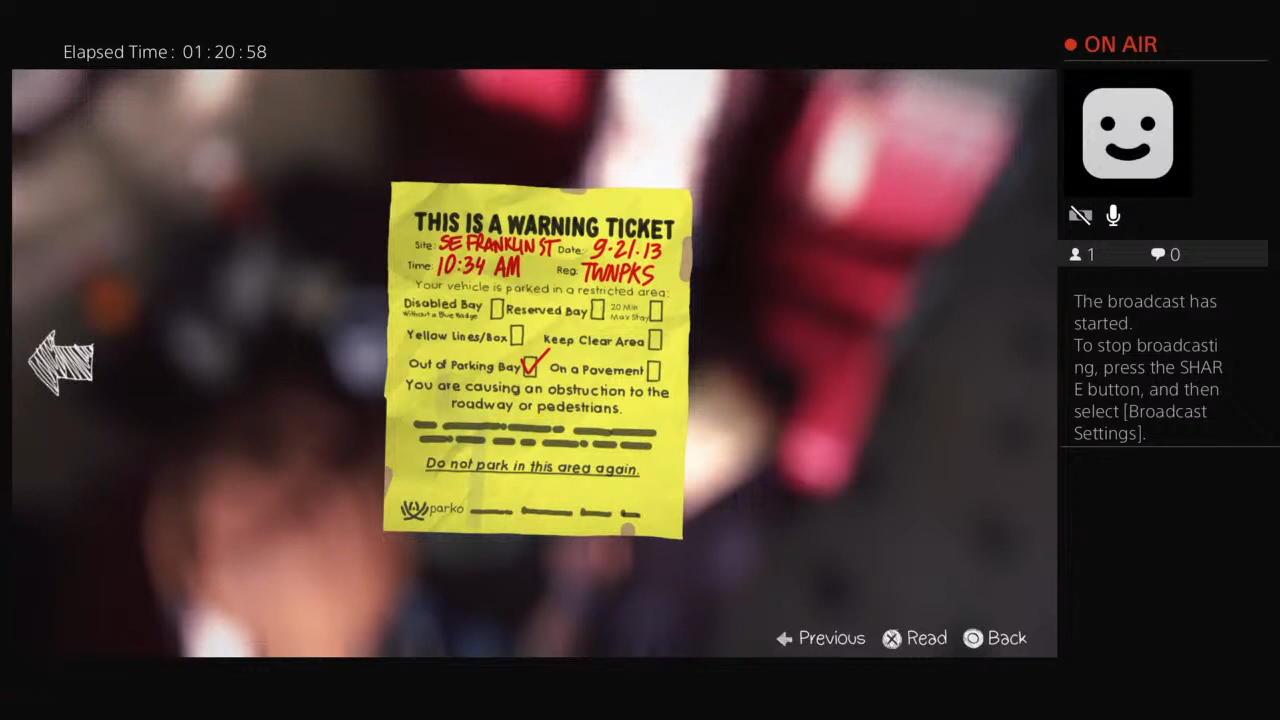 Elapsed Time: 01:20:58
ON AIR
1 0
The broadcast has
started.
To stop broadcasti
ng, press the SHAR
E button, and then
select [Broadcast
Settings].
THIS IS A WARNING TICKET
Site: SE FRANKLIN ST Date: 9-21.13
Time: 10:34 AM Reg: TWNPKS
Your vehicle is parked in a restricted area:
Disabled Bay Reserved Bay 20 Min
Without a Blue Badge Max Stay
Yellow Lines/Box Keep Clear Area
Out of Parking Bay On a Pavement
You are causing an obstruction to the
roadway or pedestrians.
Do not park in this area again.
parko
Previous Read Back